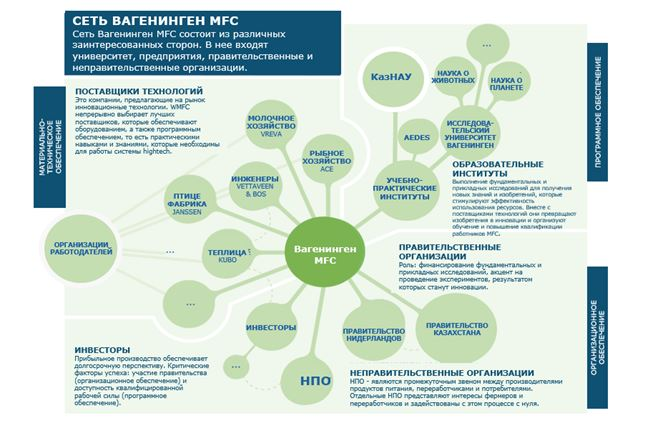 СЕТЬ ВАГЕНИНГЕН MFC
Сеть Вагенинген MFC состоит из различных
заинтересованных сторон. В нее входят
университет, предприятия, правительственные и
неправительственные организации.
МАТЕРИАЛЬНО-
ТЕХНИЧЕСКОЕ
ОБЕСПЕЧЕНИЕ
ПОСТАВЩИКИ ТЕХНОЛОГИЙ
Это компании, предлагающие на рынок
инновационные технологии. WMFC
непрерывно выбирает лучших
поставщиков, которые обеспечивают
оборудованием, а также программным
обеспечением, то есть практическими
навыками и знаниями, которые необходимы
для работы системы hightech.
МОЛОЧНОЕ
ХОЗЯЙСТВО
VREVA
РЫБНОЕ
ХОЗЯЙСТВО
ACE
ИНЖЕНЕРЫ
VETTAVEEN
& BOS
ПТИЦЕ
ФАБРИКА
JANSSEN
ОРГАНИЗАЦИИ_
РАБОТОДАТЕЛЕЙ
...
ТЕПЛИЦА
KUBO
...
Вагенинген
MFC
КазНАУ
...
НАУКА О
ЖИВОТНЫХ
НАУКА О
ПЛАНЕТЕ
AEDES
ИССЛЕДОВА-
ТЕЛЬСКИЙ
УНИВЕРСИТЕТ
ВАГЕНИНГЕН
УЧЕБНО-
ПРАКТИЧЕСКИЕ
ИНСТИТУТЫ
ПРОГРАММНОЕ ОБЕСПЕЧЕНИЕ
ОБРАЗОВАТЕЛЬНЫЕ
ИНСТИТУТЫ
Выполнение фундаментальных и
прикладных исследований для получения
новых знаний и изобретений, которые
стимулируют эффективность
использования ресурсов. Вместе с
поставщиками технологий они превращают
изобретения в инновации и организуют
обучение и повышение квалификации
работников MFC.
ПРАВИТЕЛЬСТВЕННЫЕ
ОРГАНИЗАЦИИ
Роль: финансирование фундаментальных и
прикладных исследований, акцент на
проведение экспериментов, результатом
которых станут инновации.
ОРГАНИЗАЦИОННОЕ
ОБЕСПЕЧЕНИЕ
ИНВЕСТОРЫ
ПРАВИТЕЛЬСТВО
НИДЕРЛАНДОВ
ПРАВИТЕЛЬСТВО
КАЗАХСТАНА
...
НПО
ИНВЕСТОРЫ
Прибыльное производство обеспечивает
долгосрочную перспективу. Критические
факторы успеха: участие правительства
(организационное обеспечение) и
доступность квалифицированной
рабочей силы (программное
обеспечение).
НЕПРАВИТЕЛЬСТВЕННЫЕ ОРГАНИЗАЦИИ
НПО - являются промежуточным звеном между производителями
продуктов питания, переработчиками и потребителями.
Отдельные НПО представляют интересы фермеров и
переработчиков и задействованы с этом процессе с нуля.